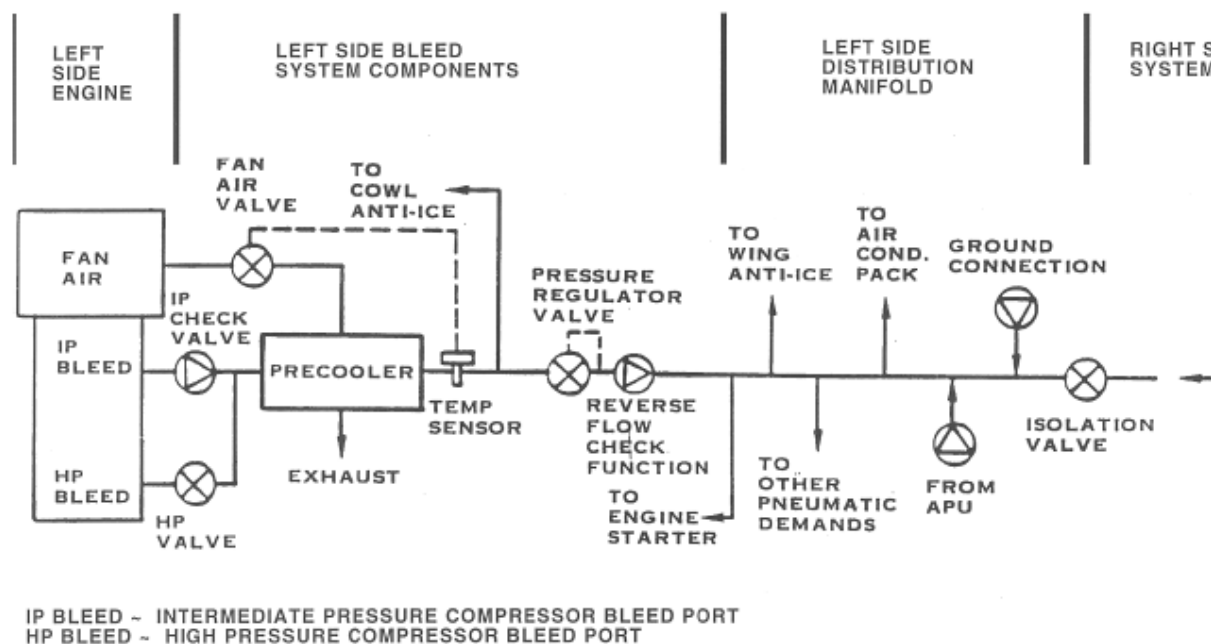 LEFT
SIDE
ENGINE
LEFT SIDE BLEED
SYSTEM COMPONENTS
LEFT SIDE
DISTRIBUTION
MANIFOLD
RIGHT S
SYSTEM
FAN
AIR
VALVE
TO
COWL
ANTI-ICE
FAN
AIR
IP
CHECK
VALVE
IP
BLEED
PRECOOLER
TEMP
SENSOR
HP
BLEED
HP
VALVE
EXHAUST
PRESSURE
REGULATOR
VALVE
REVERSE
FLOW
CHECK
FUNCTION
TO
ENGINE
STARTER
TO
WING
ANTI-ICE
TO
AIR
COND.
PACK
GROUND
CONNECTION
TO
OTHER
PNEUMATIC
DEMANDS
FROM
APU
ISOLATION
VALVE
IP BLEED ~ INTERMEDIATE PRESSURE COMPRESSOR BLEED PORT
HP BLEED ~ HIGH PRESSURE COMPRESSOR BLEED PORT